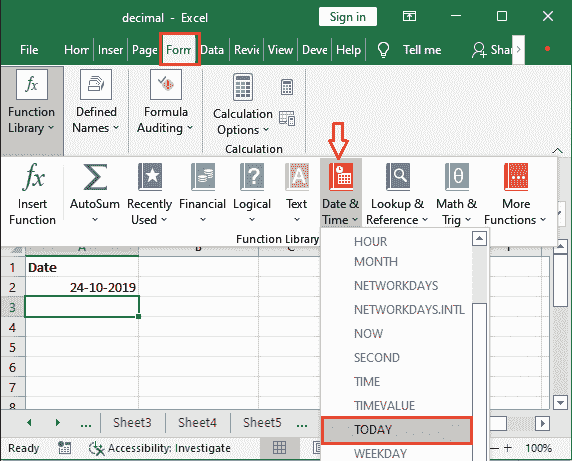 decimal - Excel
Sign in
File Hom Inser Page Form Data Revie View Deve Help Tell me Shar
fx
Function Library
Defined Names
Formula Auditing
Calculation Options
Calculation
fx
Insert Function
Σ
AutoSum
Recently Used
Financial
?
Logical
A
Text
Date & Time
Lookup & Reference
θ
Math & Trig
More Functions
Function Library
HOUR
MONTH
NETWORKDAYS
NETWORKDAYS.INTL
NOW
SECOND
TIME
TIMEVALUE
TODAY
WEEKDAY
A B C
1 Date
2 24-10-2019
3
4
5
6
7
8
... Sheet3 Sheet4 Sheet5 ...
Ready Accessibility: Investigate
- + 100%